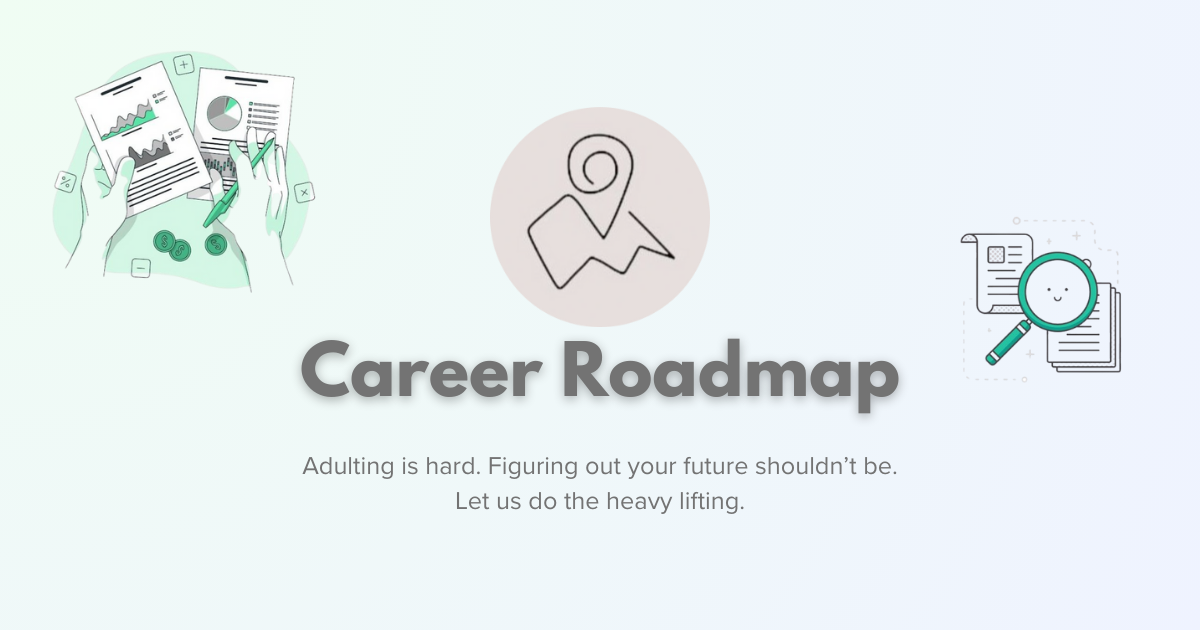 Career Roadmap
Adulting is hard. Figuring out your future shouldn’t be.
Let us do the heavy lifting.